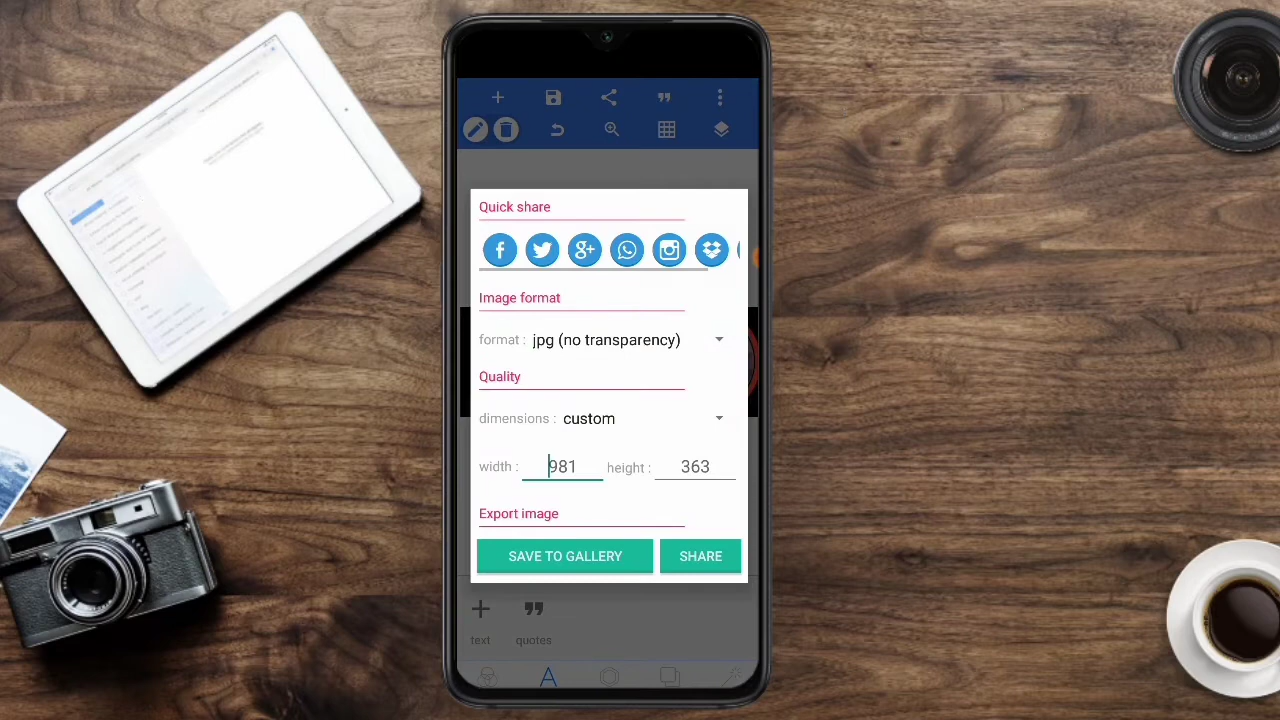 Quick share
Image format
format : jpg (no transparency)
Quality
dimensions : custom
width : 981 height : 363
Export image
SAVE TO GALLERY SHARE
text quotes